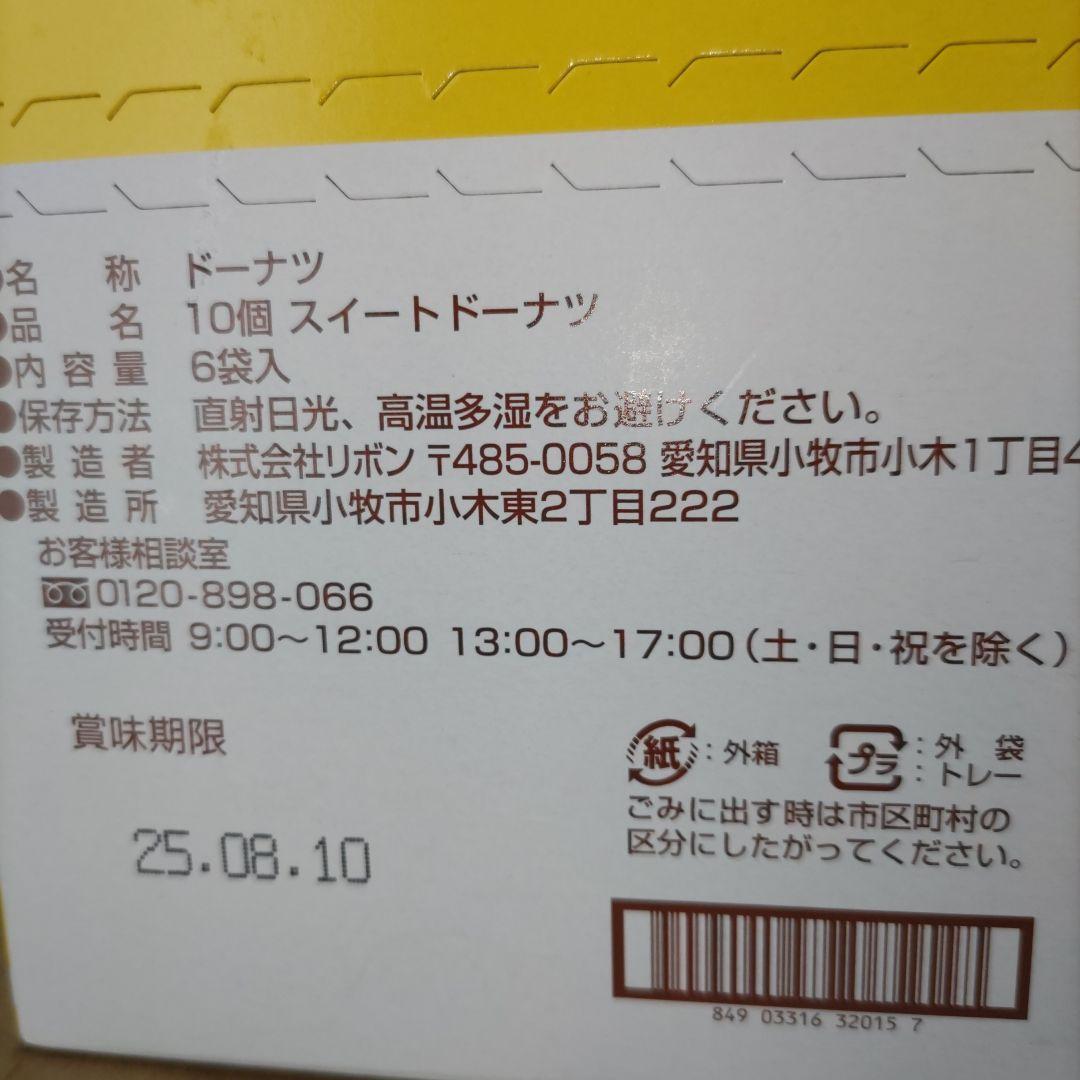 ●名称 ドーナツ
●品名 10個 スイートドーナツ
●内容量 6袋入
●保存方法 直射日光、高温多湿をお避けください。
●製造者 株式会社リボン 〒485-0058 愛知県小牧市小木1丁目4
●製造所 愛知県小牧市小木東2丁目222
お客様相談室
0120-898-066
受付時間 9:00〜12:00 13:00〜17:00(土・日・祝を除く)
賞味期限
25.08.10
紙:外箱
プラ:外袋
:トレー
ごみに出す時は市区町村の
区分にしたがってください。
849 03316 32015 7